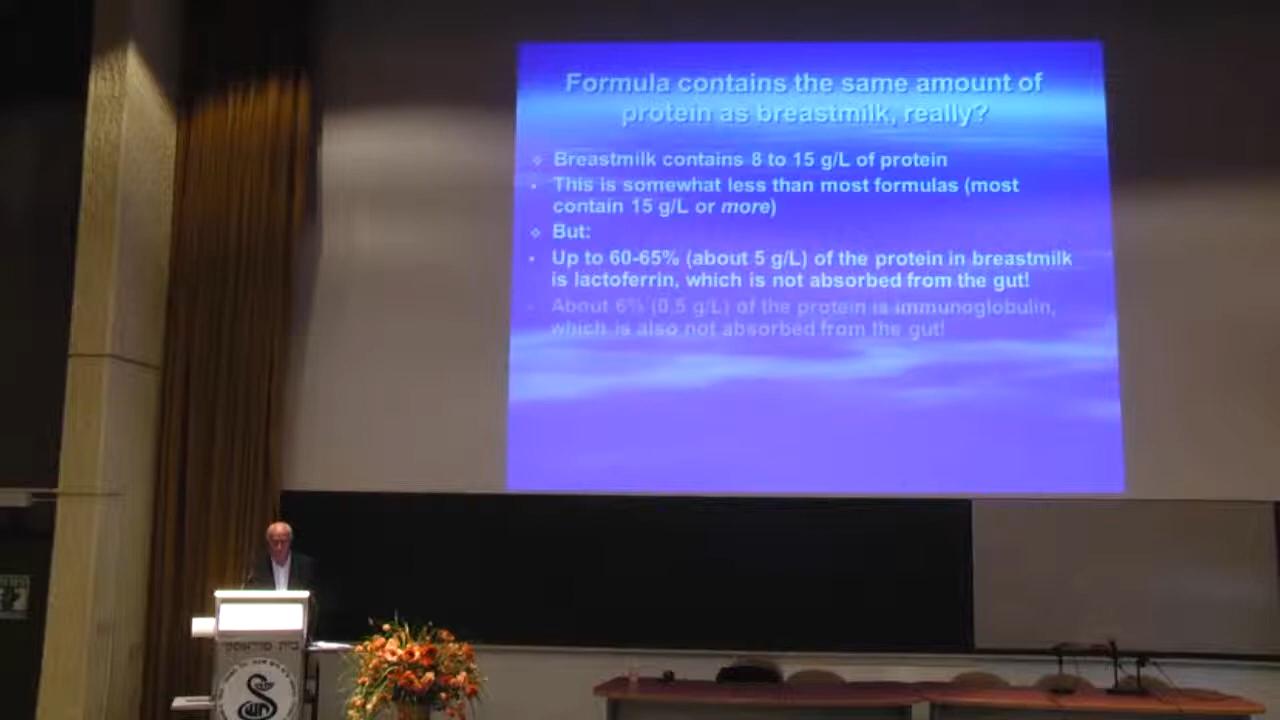 Formula contains the same amount of
protein as breastmilk, really?
Breastmilk contains 8 to 15 g/L of protein
This is somewhat less than most formulas (most
contain 15 g/L or more)
But:
Up to 60-65% (about 5 g/L) of the protein in breastmilk
is lactoferrin, which is not absorbed from the gut!
About 6% (0,5 g/L) of the protein is immunoglobulin,
which is also not absorbed from the gut!